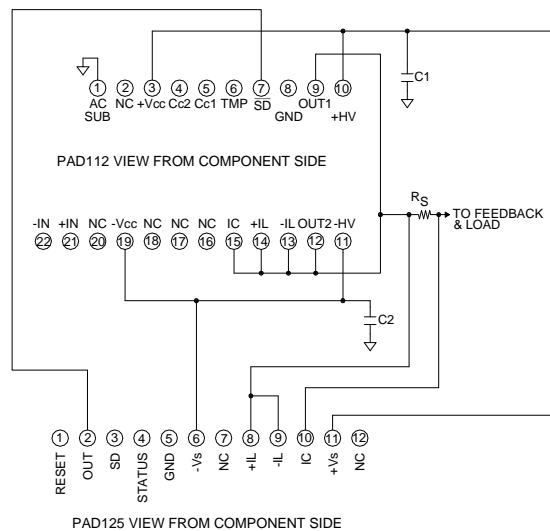 1 2 3 4 5 6 7 8 9 10
AC SUB NC +Vcc Cc2 Cc1 TMP SD GND OUT1 +HV
C1
PAD112 VIEW FROM COMPONENT SIDE
RS
TO FEEDBACK
& LOAD
-IN +IN NC -Vcc NC NC NC IC +IL -IL OUT2 -HV
22 21 20 19 18 17 16 15 14 13 12 11
C2
1 2 3 4 5 6 7 8 9 10 11 12
RESET OUT SD STATUS GND -Vs NC +IL -IL IC +Vs NC
PAD125 VIEW FROM COMPONENT SIDE